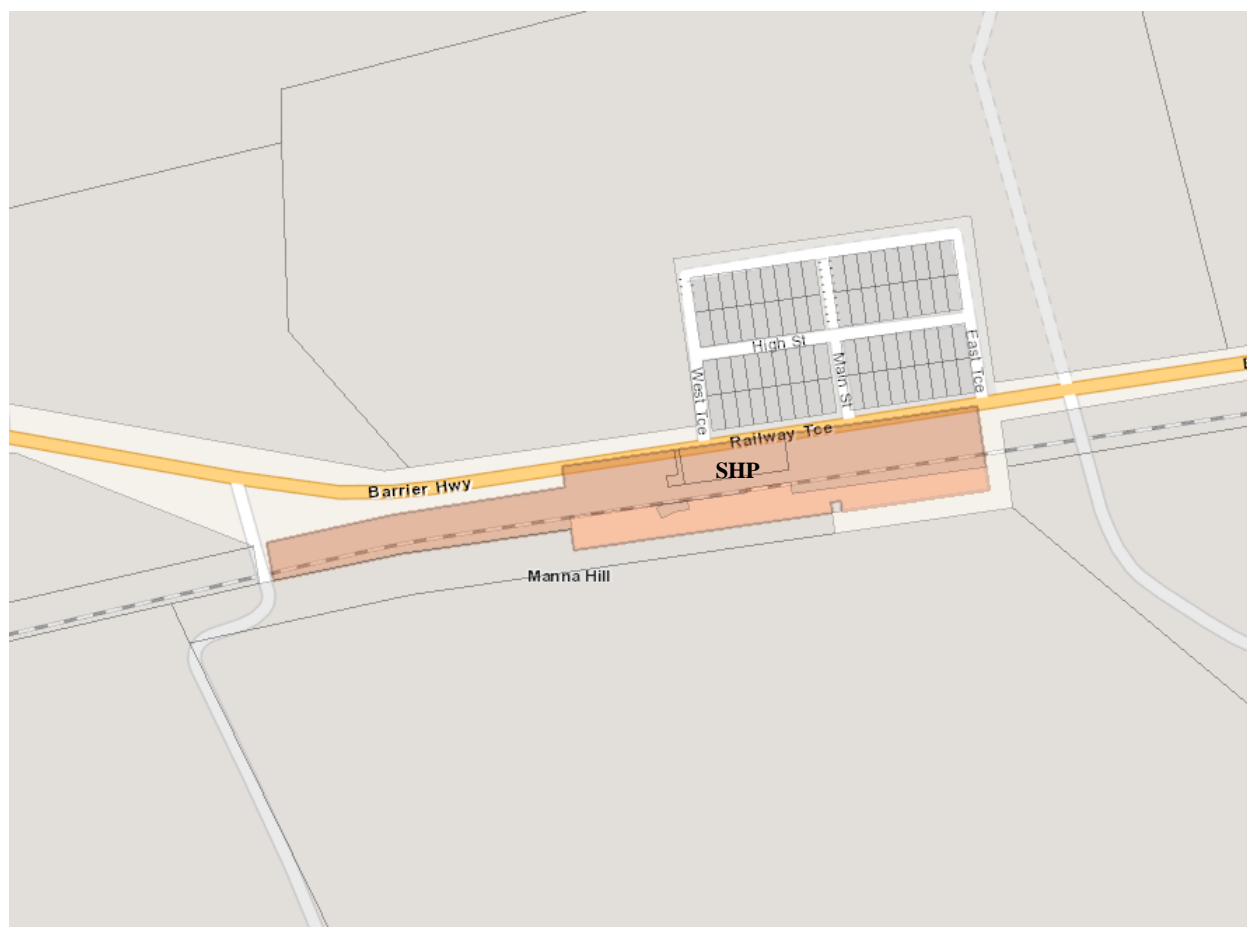 High St
East Tce
Main St
West Tce
Railway Tce
SHP
Barrier Hwy
Manna Hill